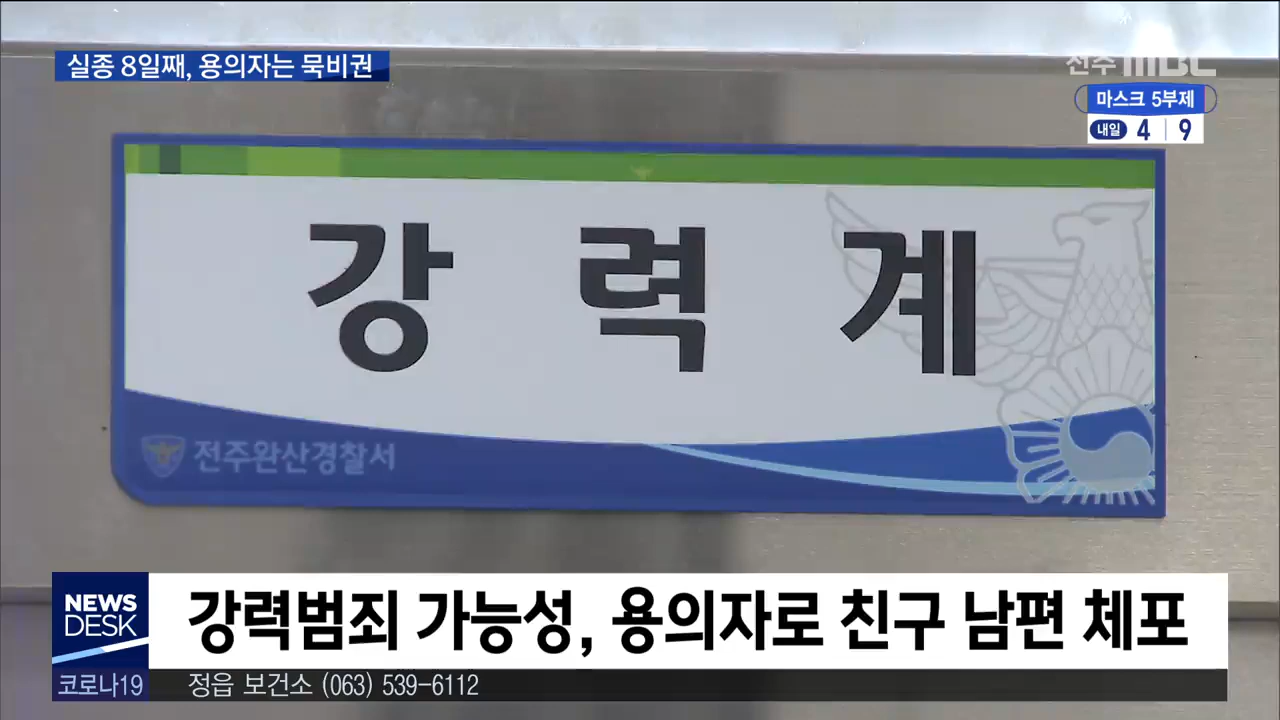 실종 8일째, 용의자는 묵비권
전주 MBC
마스크 5부제
내일 4 9
강력계
전주완산경찰서
NEWS DESK
강력범죄 가능성, 용의자로 친구 남편 체포
코로나19 정읍 보건소 (063) 539-6112